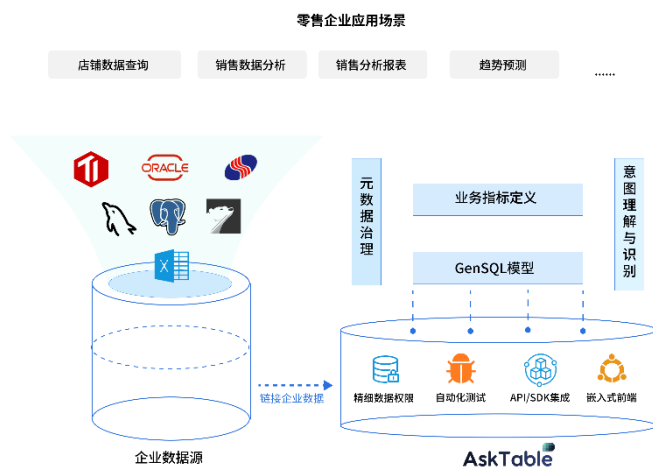 零售企业应用场景
店铺数据查询
销售数据分析
销售分析报表
趋势预测
......
ORACLE
元数据治理
业务指标定义
意图理解与识别
X
GenSQL模型
精细数据权限
自动化测试
API/SDK集成
嵌入式前端
链接企业数据
企业数据源
AskTable